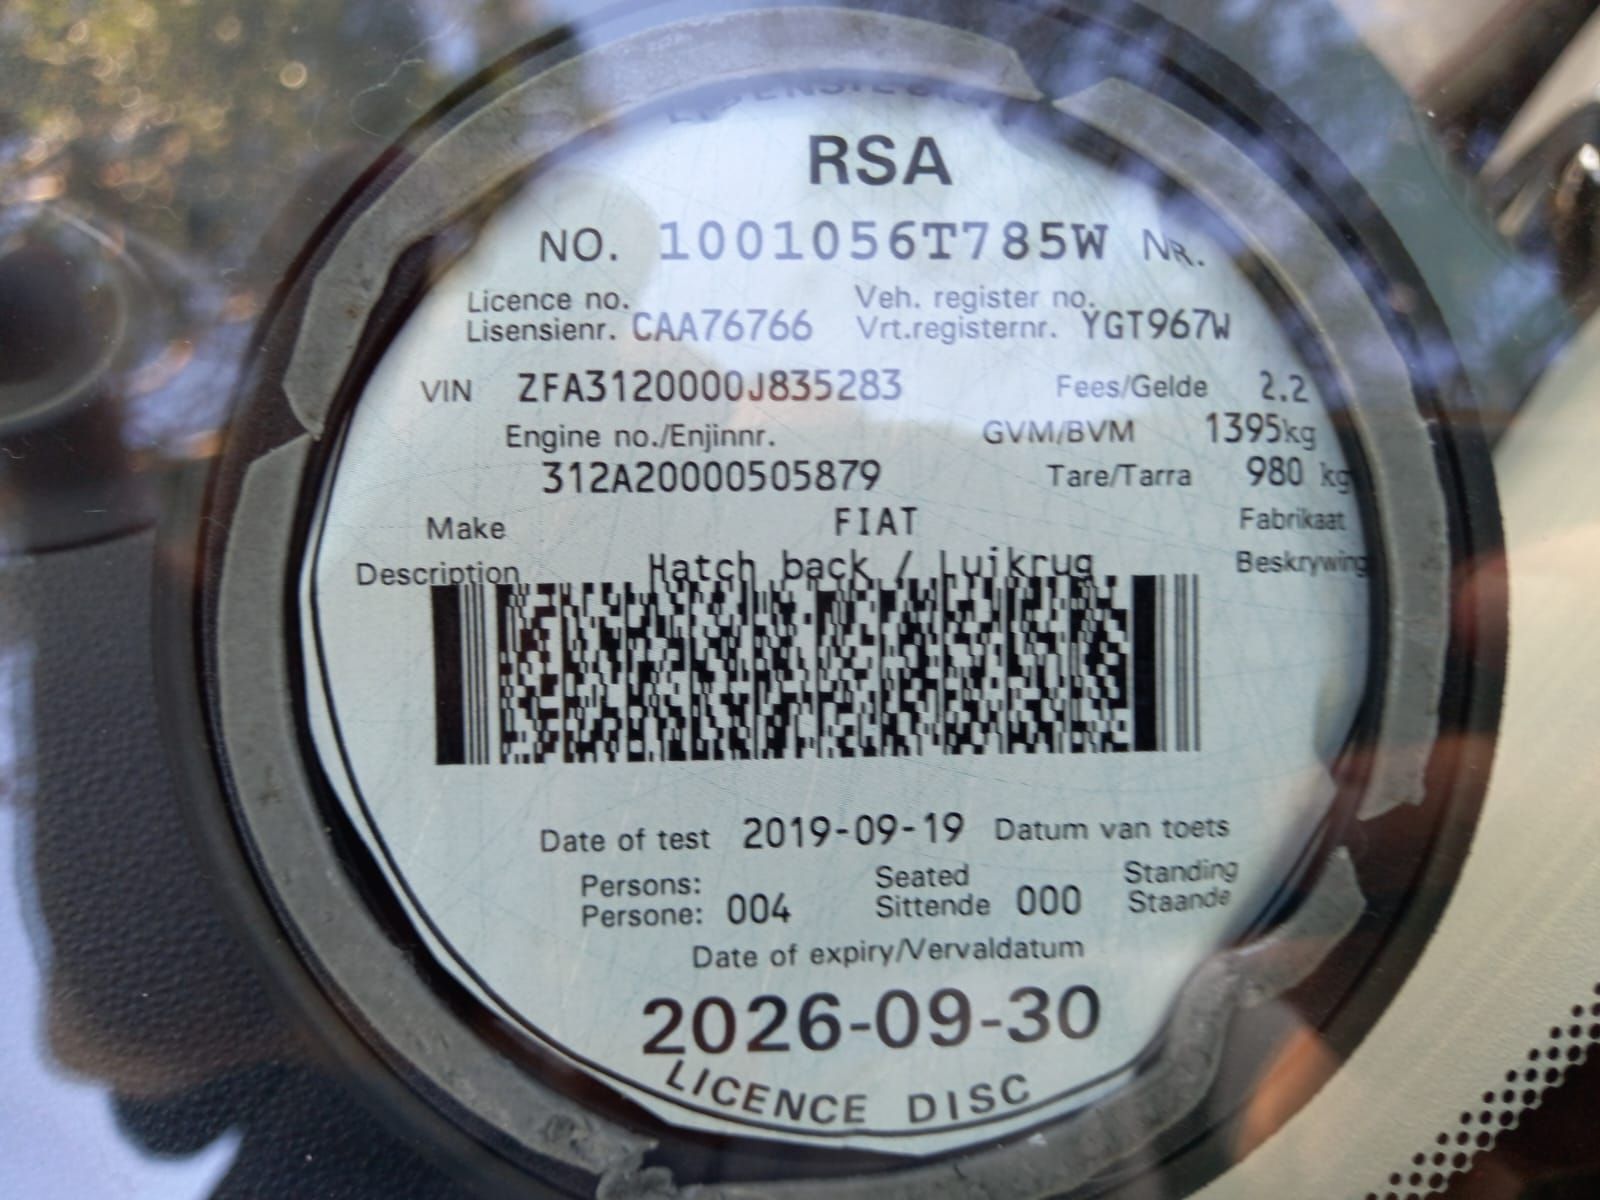 RSA
NO. 1001056T785W NR.
Licence no. Veh. register no.
Lisensienr. CAA76766 Vrt.registernr. YGT967W
VIN ZFA3120000J835283 Fees/Gelde 2.2
Engine no./Enjinnr. GVM/BVM 1395kg
312A20000505879 Tare/Tarra 980 kg
Make FIAT Fabrikaat
Description Hatch back / Luikrug Beskrywing
Date of test 2019-09-19 Datum van toets
Persons: Seated Standing
Persone: 004 Sittende 000 Staande
Date of expiry/Vervaldatum
2026-09-30
LICENCE DISC